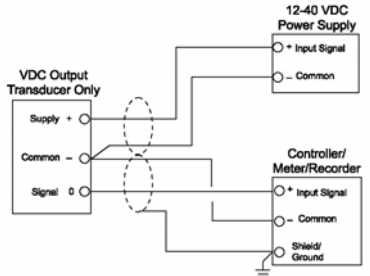 12-40 VDC
Power Supply
+ Input Signal
– Common
VDC Output
Transducer Only
Supply +
Common –
Signal 0
Controller/
Meter/Recorder
+ Input Signal
– Common
Shield/
Ground